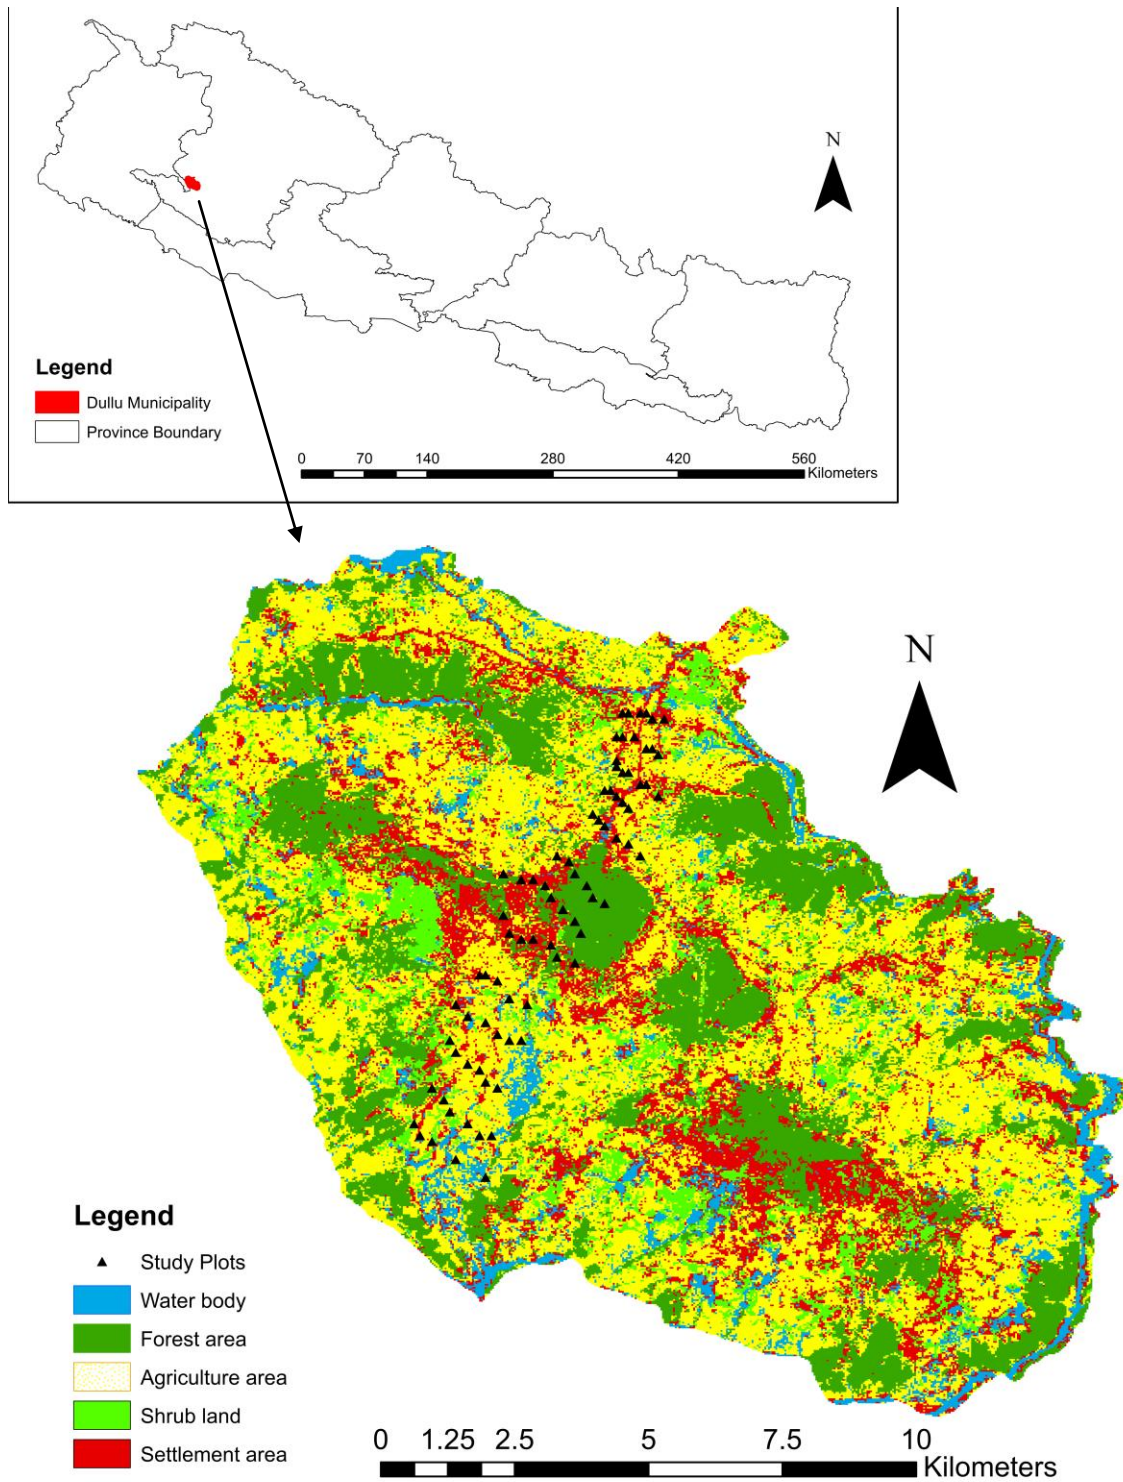 N
Legend
Dullu Municipality
Province Boundary
0 70 140 280 420 560
Kilometers
N
Legend
Study Plots
Water body
Forest area
Agriculture area
Shrub land
Settlement area
0 1.25 2.5 5 7.5 10
Kilometers